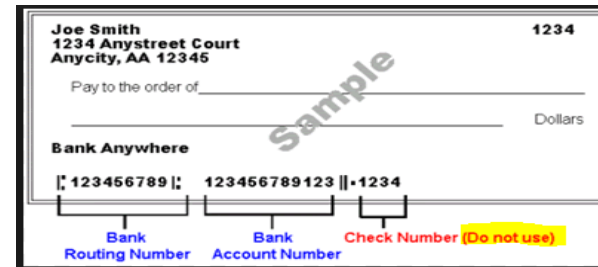 Joe Smith 1234
1234 Anystreet Court
Anycity, AA 12345
Pay to the order of
Sample
Dollars
Bank Anywhere
⑆123456789⑆ 123456789123⑈1234
Bank Bank Check Number (Do not use)
Routing Number Account Number